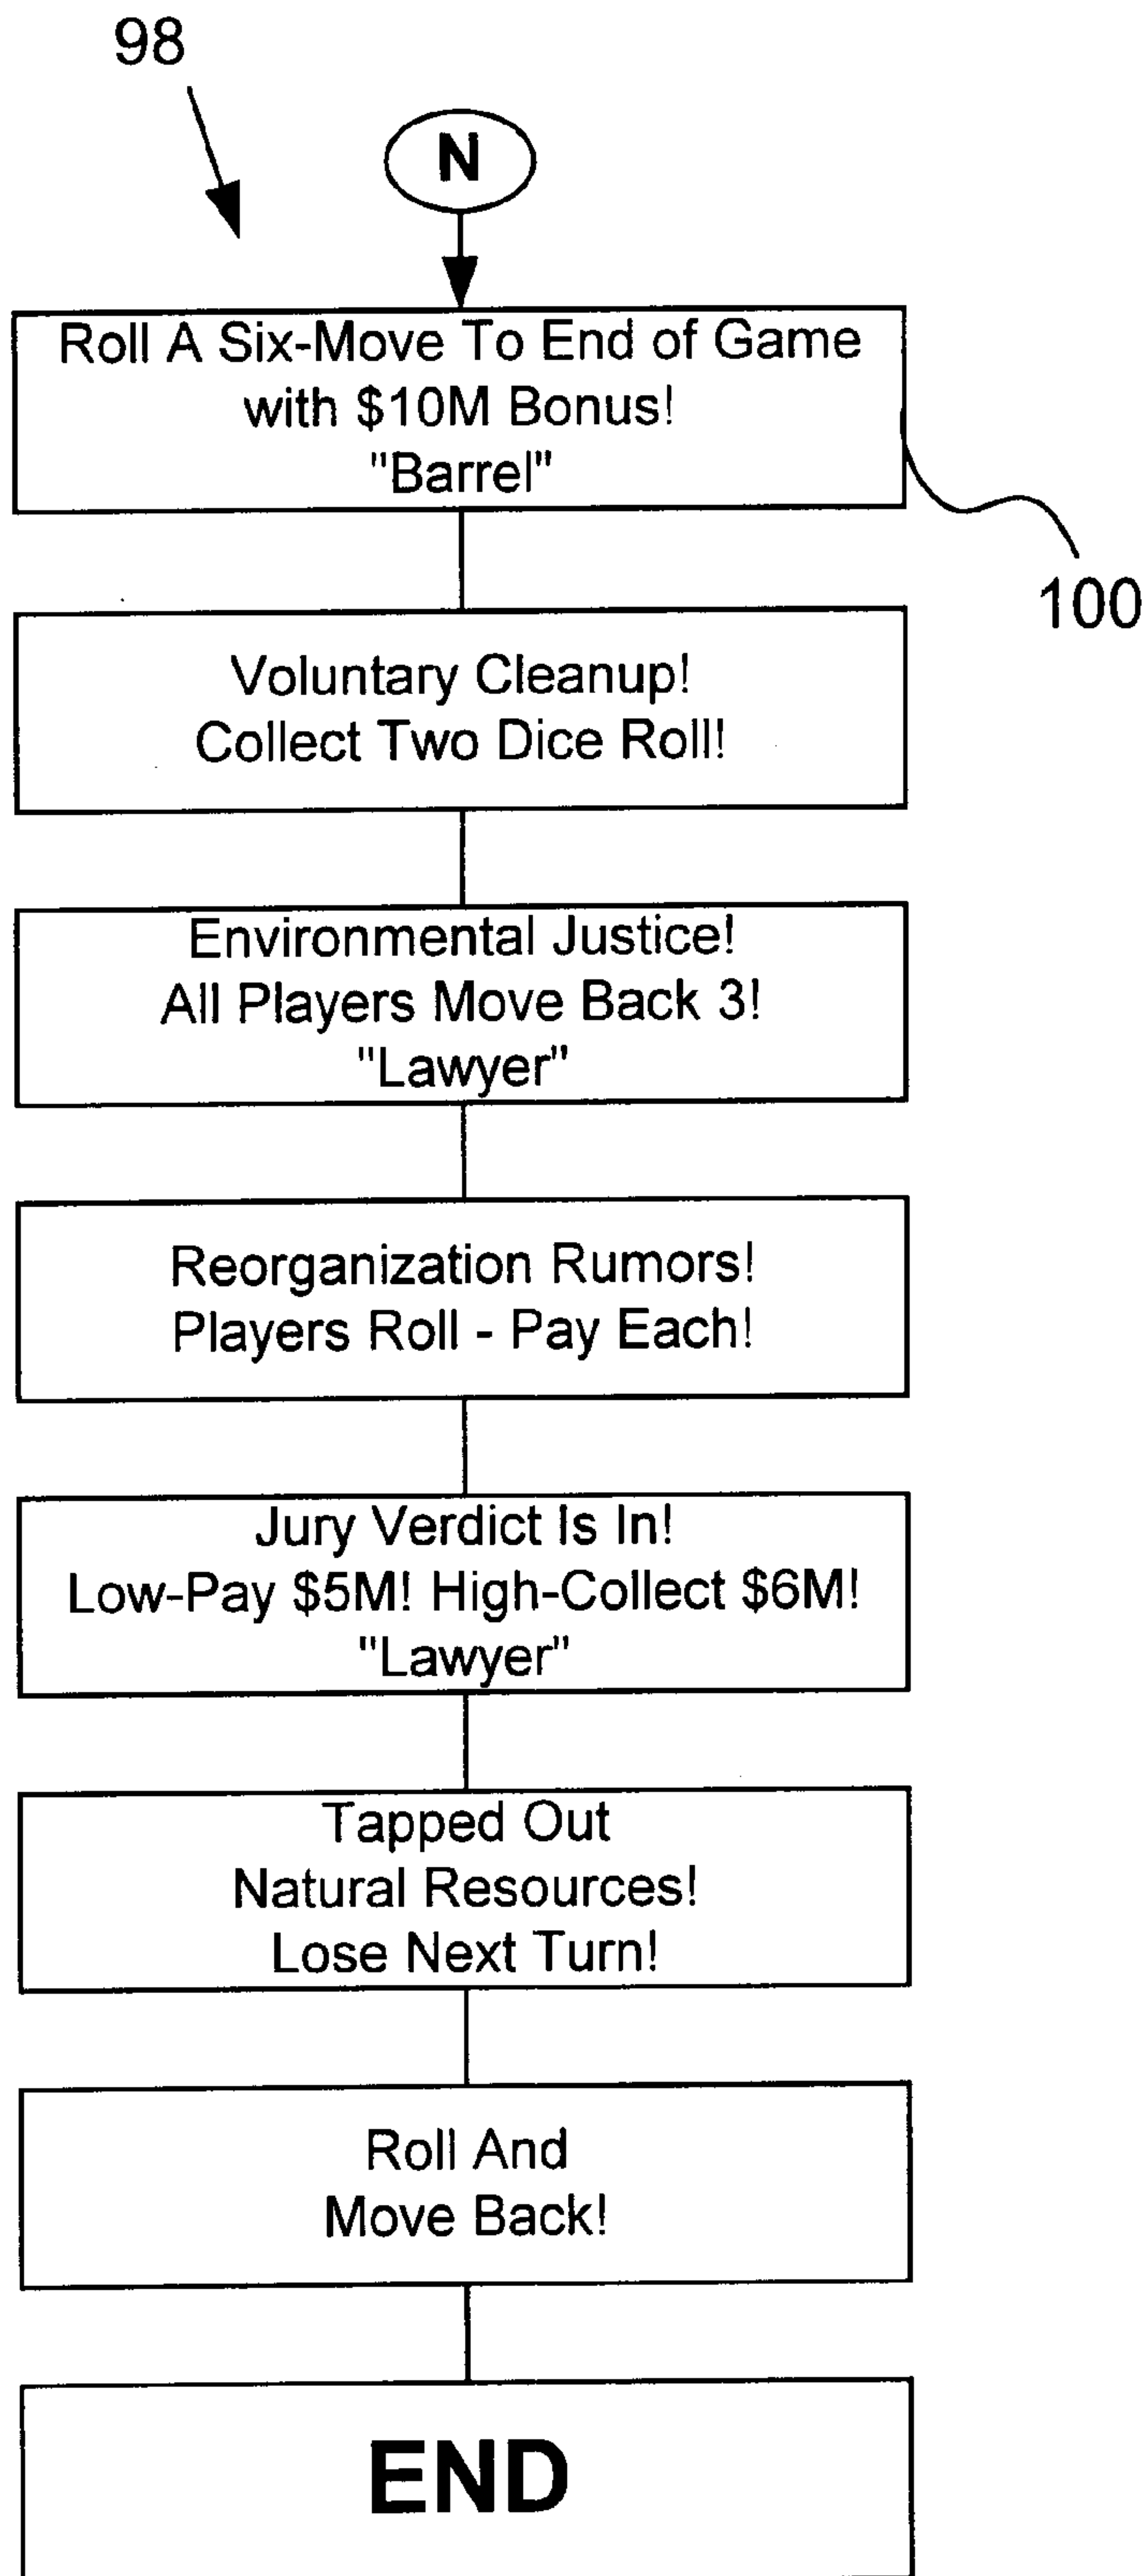 98
N
Roll A Six-Move To End of Game
with $10M Bonus!
"Barrel"
100
Voluntary Cleanup!
Collect Two Dice Roll!
Environmental Justice!
All Players Move Back 3!
"Lawyer"
Reorganization Rumors!
Players Roll - Pay Each!
Jury Verdict Is In!
Low-Pay $5M! High-Collect $6M!
"Lawyer"
Tapped Out
Natural Resources!
Lose Next Turn!
Roll And
Move Back!
END